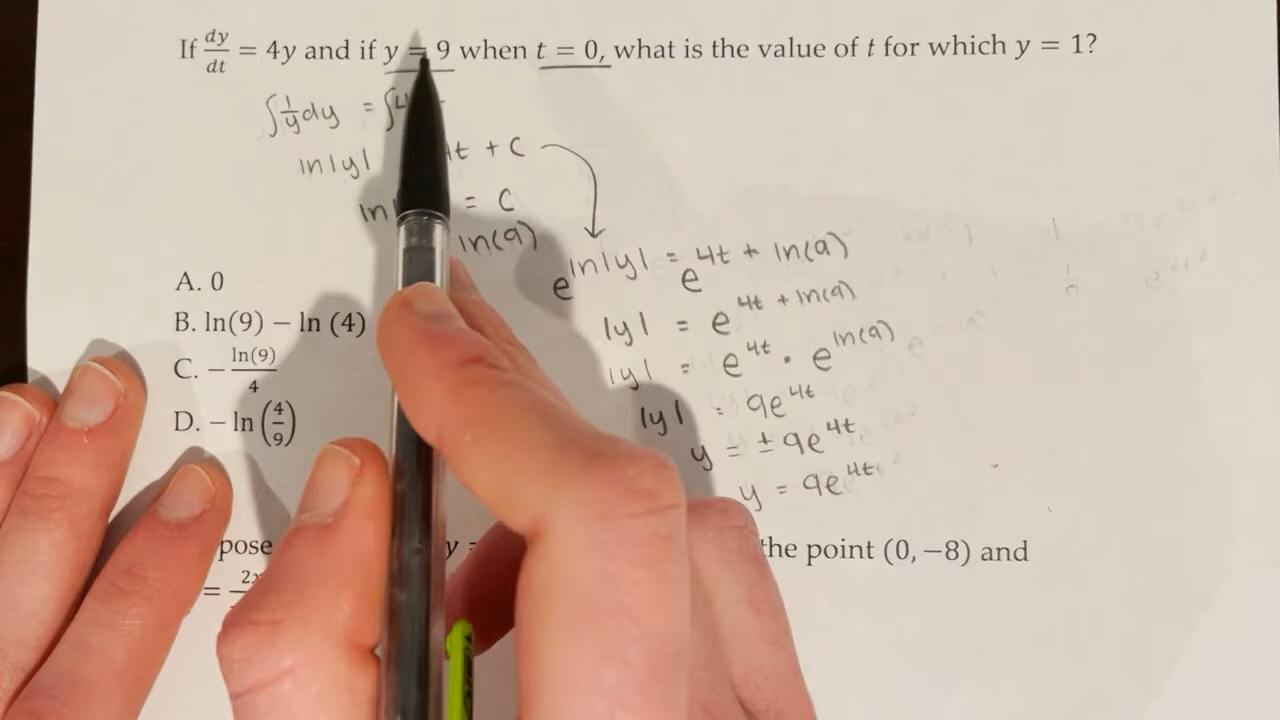 If dy/dt = 4y and if y = 9 when t = 0, what is the value of t for which y = 1?
∫ 1/y dy = ∫
ln|y| t + C
ln = C
ln(9)
e^ln|y| = e^4t + ln(9)
|y| = e^4t + ln(9)
|y| = e^4t · e^ln(9)
|y| = 9e^4t
y = ± 9e^4t
y = 9e^4t
A. 0
B. ln(9) − ln (4)
C. − ln(9)/4
D. − ln (4/9)
pose y the point (0, −8) and
=